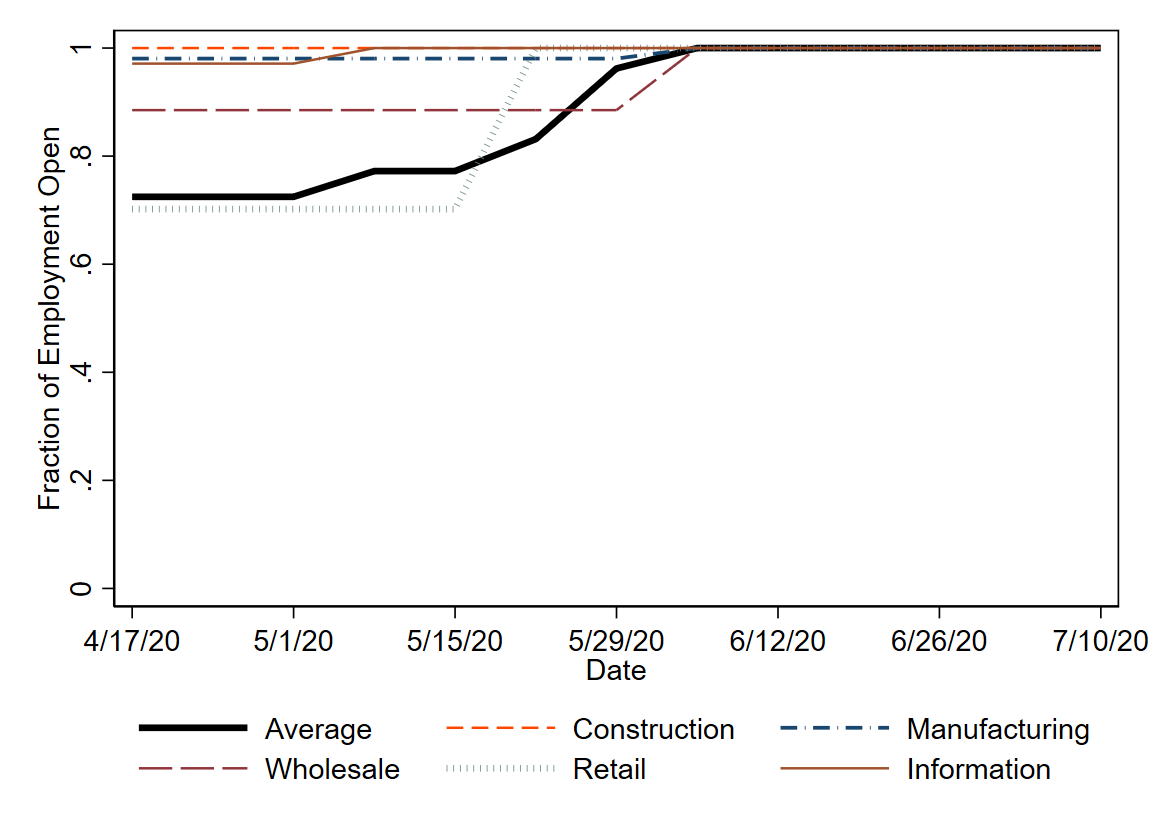 Fraction of Employment Open
1
.8
.6
.4
.2
0
4/17/20 5/1/20 5/15/20 5/29/20 6/12/20 6/26/20 7/10/20
Date
Average Construction Manufacturing
Wholesale Retail Information